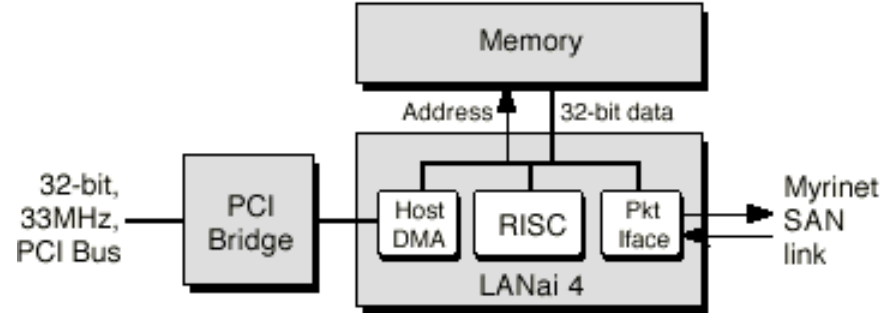 Memory
Address
32-bit data
32-bit,
33MHz,
PCI Bus
PCI
Bridge
Host
DMA
RISC
Pkt
Iface
LANai 4
Myrinet
SAN
link